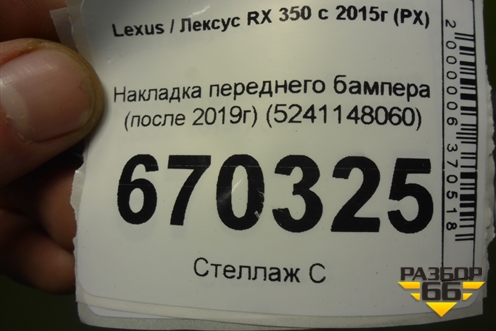 Lexus / Лексус RX 350 с 2015г (РХ)
Накладка переднего бампера
(после 2019г) (5241148060)
670325
Стеллаж С
2000006370518
РАЗБОР
66